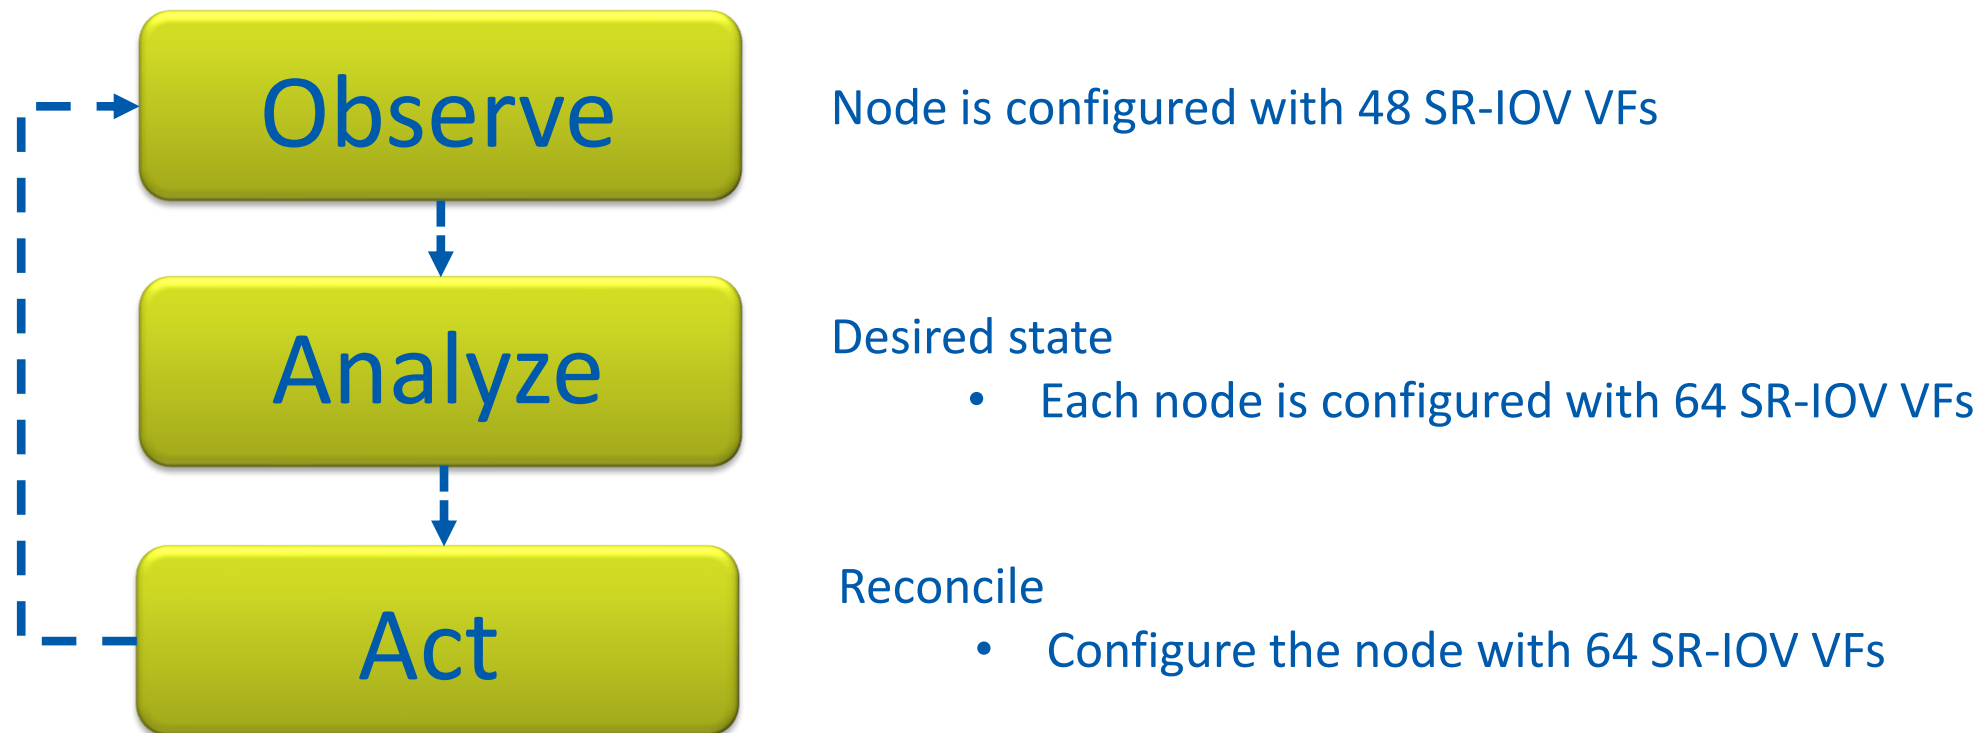 Observe
Node is configured with 48 SR-IOV VFs
Analyze
Desired state
• Each node is configured with 64 SR-IOV VFs
Act
Reconcile
• Configure the node with 64 SR-IOV VFs